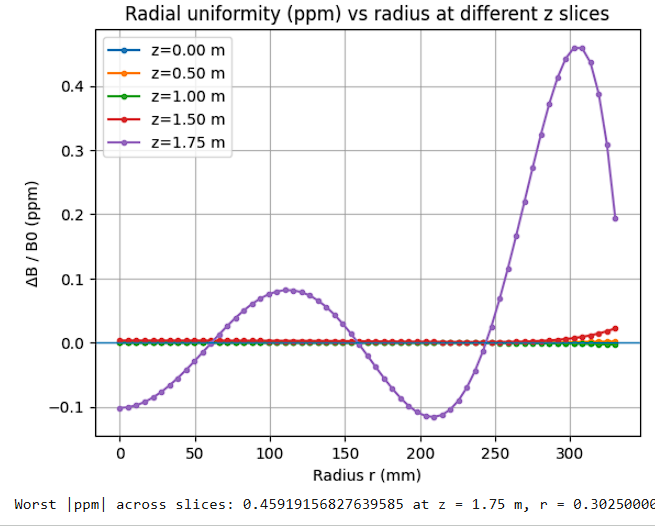 Radial uniformity (ppm) vs radius at different z slices
z=0.00 m
z=0.50 m
z=1.00 m
z=1.50 m
z=1.75 m
0.4
0.3
0.2
0.1
0.0
−0.1
ΔB / B0 (ppm)
0 50 100 150 200 250 300
Radius r (mm)
Worst |ppm| across slices: 0.45919156827639585 at z = 1.75 m, r = 0.3025000